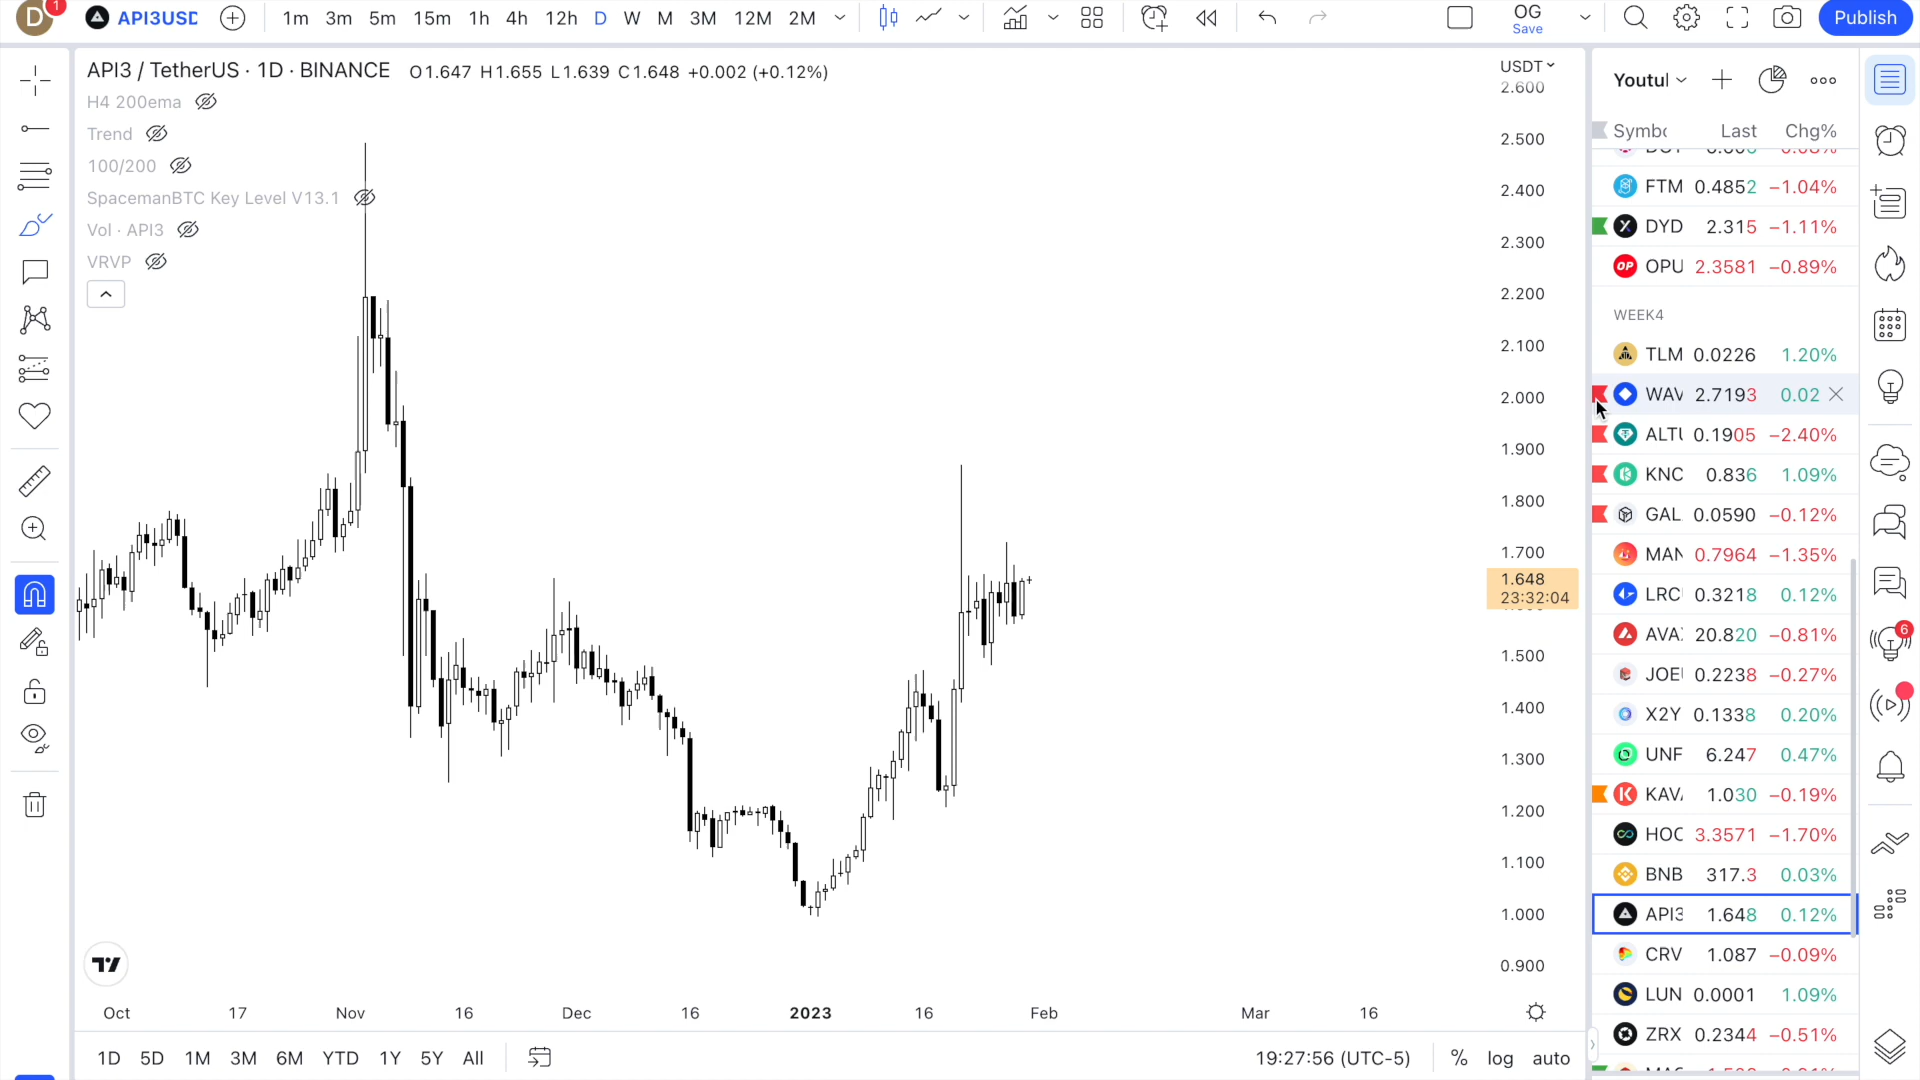 D 1 API3USD 1m 3m 5m 15m 1h 4h 12h D W M 3M 12M 2M OG Save Publish
API3 / TetherUS · 1D · BINANCE O1.647 H1.655 L1.639 C1.648 +0.002 (+0.12%)
H4 200ema
Trend
100/200
SpacemanBTC Key Level V13.1
Vol · API3
VRVP
USDT
2.600
2.500
2.400
2.300
2.200
2.100
2.000
1.900
1.800
1.700
1.648
23:32:04
1.500
1.400
1.300
1.200
1.100
1.000
0.900
Oct 17 Nov 16 Dec 16 2023 16 Feb Mar 16
1D 5D 1M 3M 6M YTD 1Y 5Y All 19:27:56 (UTC-5) % log auto
Youtul
Symbo Last Chg%
FTM 0.4852 −1.04%
DYD 2.315 −1.11%
OP OPU 2.3581 −0.89%
WEEK4
TLM 0.0226 1.20%
WAV 2.7193 0.02
ALTU 0.1905 −2.40%
KNC 0.836 1.09%
GAL 0.0590 −0.12%
MAN 0.7964 −1.35%
LRC 0.3218 0.12%
AVA 20.820 −0.81%
JOE 0.2238 −0.27%
X2Y 0.1338 0.20%
UNF 6.247 0.47%
KAVA 1.030 −0.19%
HOO 3.3571 −1.70%
BNB 317.3 0.03%
API3 1.648 0.12%
CRV 1.087 −0.09%
LUN 0.0001 1.09%
ZRX 0.2344 −0.51%
6